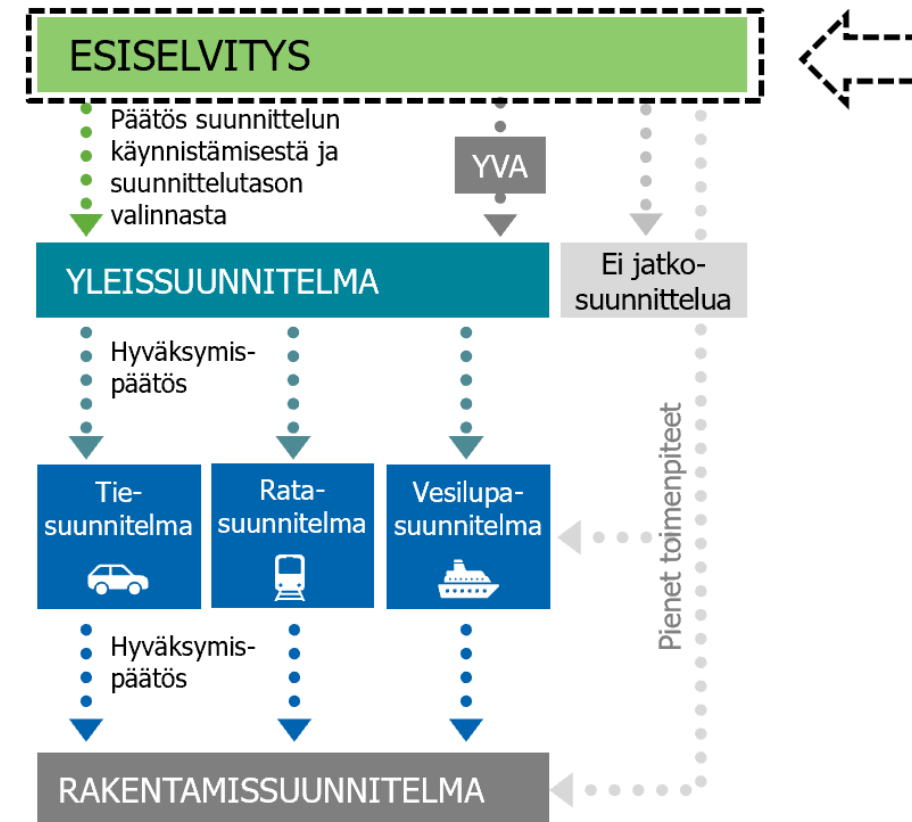 ESISELVITYS
Päätös suunnittelun
käynnistämisestä ja
suunnittelutason
valinnasta
YVA
YLEISSUUNNITELMA
Ei jatko-
suunnittelua
Hyväksymis-
päätös
Tie-
suunnitelma
Rata-
suunnitelma
Vesilupa-
suunnitelma
Pienet toimenpiteet
Hyväksymis-
päätös
RAKENTAMISSUUNNITELMA